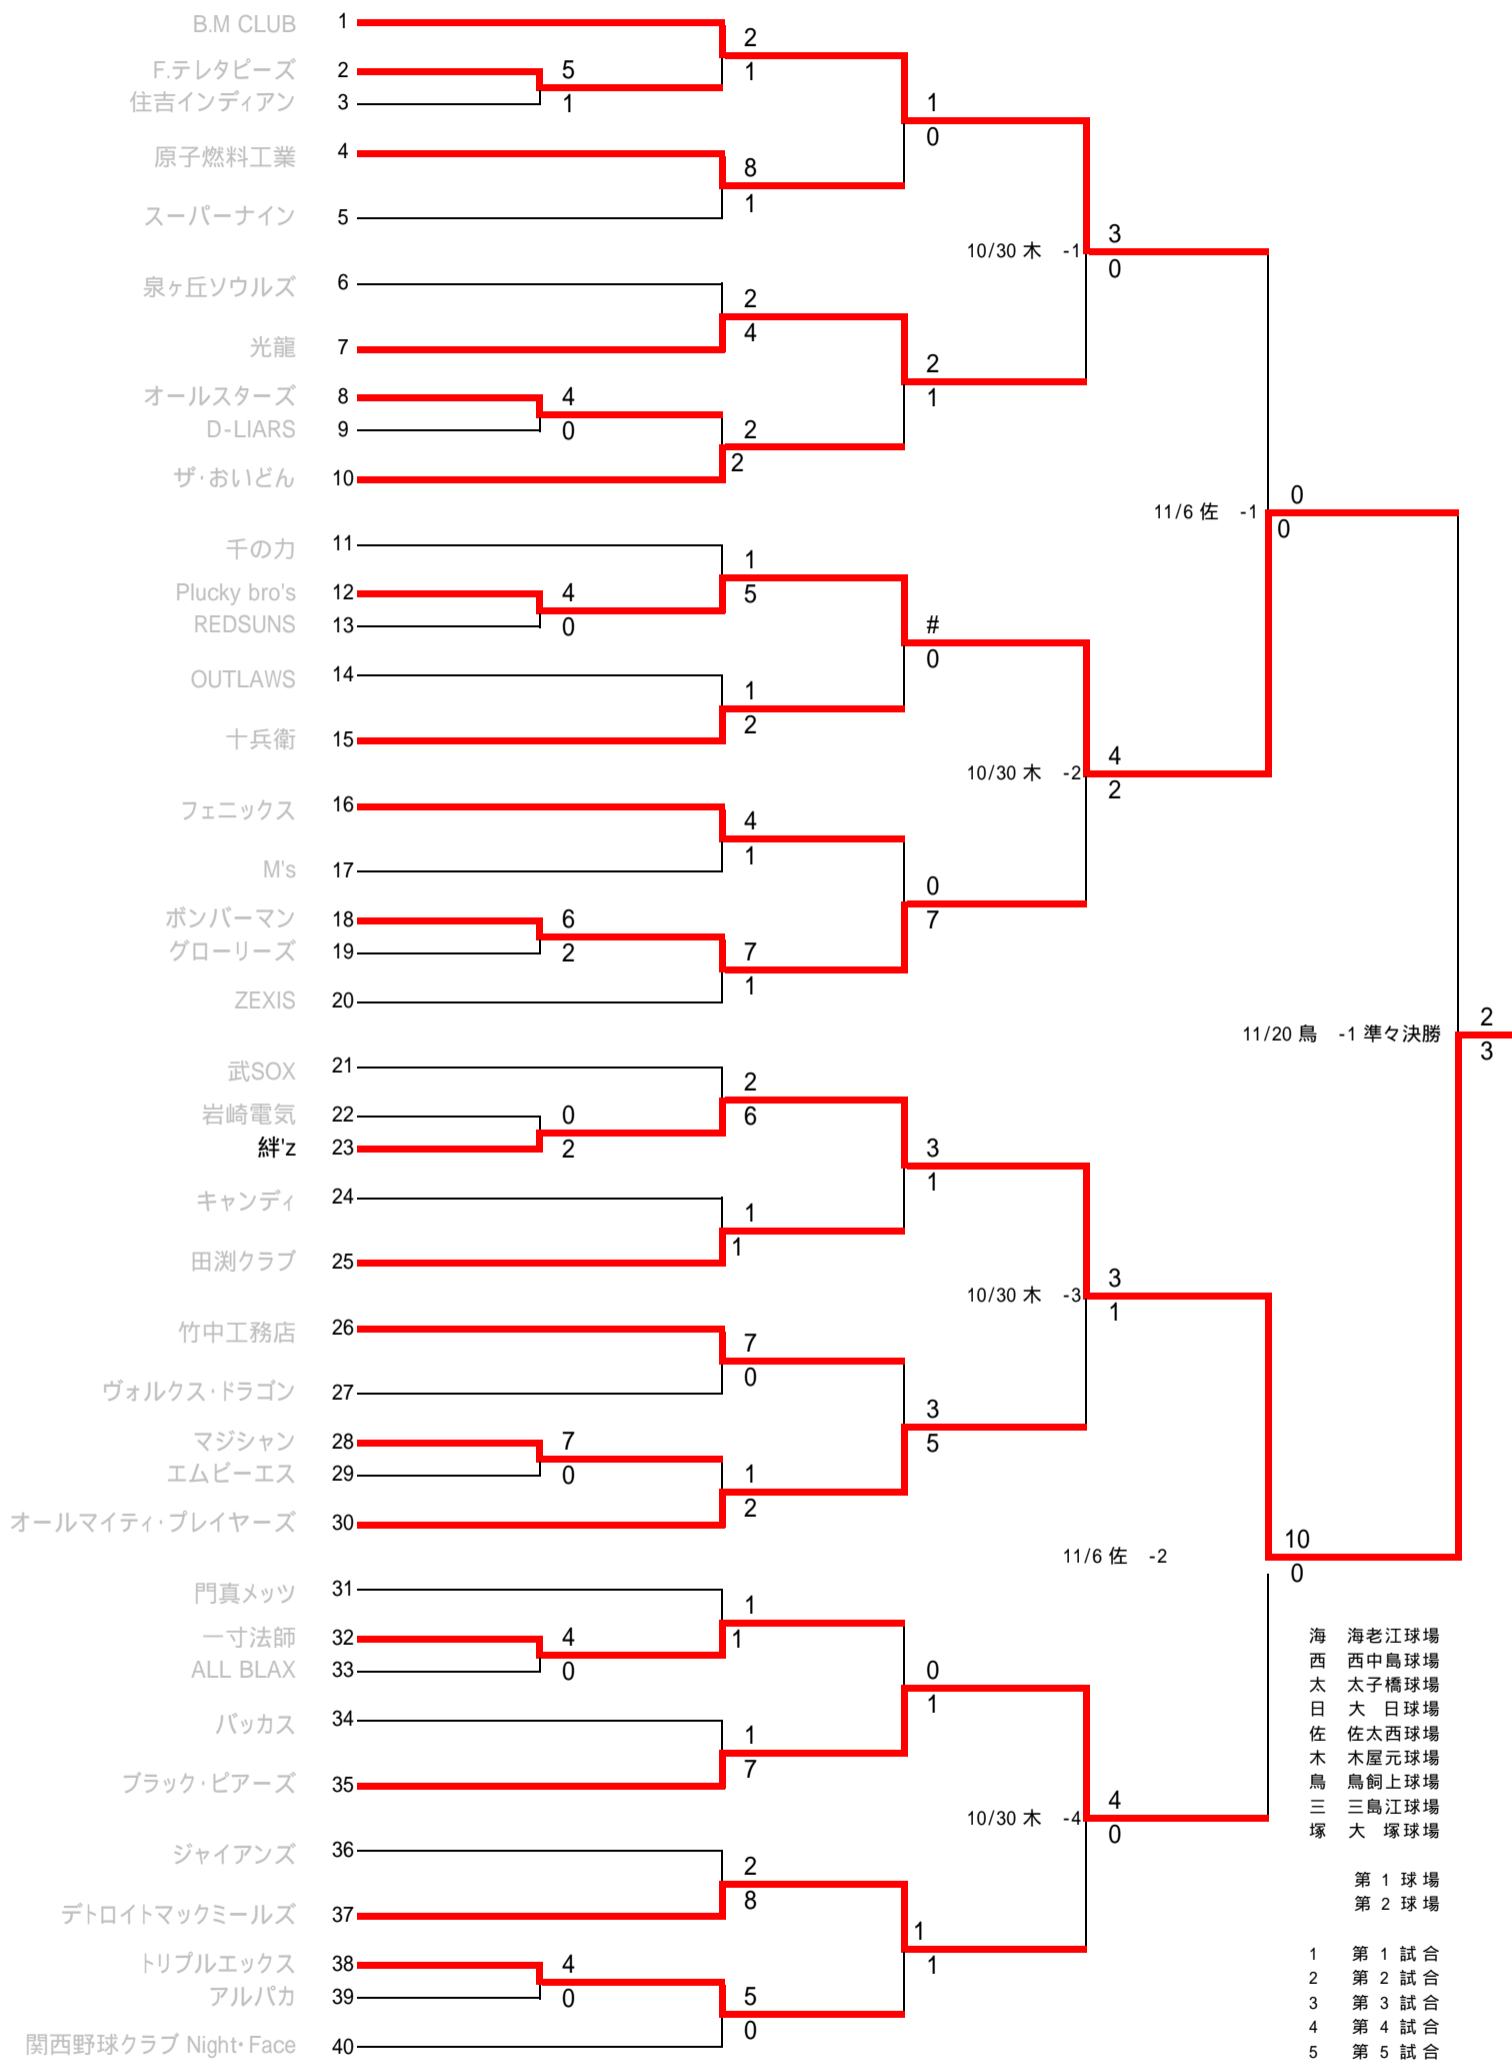 B.M CLUB 1
2
F.テレタピーズ 2
5
1
住吉インディアン 3
1
1
0
原子燃料工業 4
8
1
スーパーナイン 5
10/30 木 -1
3
0
泉ヶ丘ソウルズ 6
2
4
光龍 7
2
1
オールスターズ 8
4
D-LIARS 9
0
2
2
ザ・おいどん 10
11/6 佐 -1
0
0
千の力 11
1
5
Plucky bro's 12
4
REDSUNS 13
0
#
0
OUTLAWS 14
1
2
十兵衛 15
10/30 木 -2
4
2
フェニックス 16
4
1
M's 17
0
7
ボンバーマン 18
6
グローリーズ 19
2
7
1
ZEXIS 20
11/20 鳥 -1 準々決勝
2
3
武SOX 21
2
6
岩崎電気 22
0
絆'z 23
2
3
1
キャンディ 24
1
1
田渕クラブ 25
10/30 木 -3
3
1
竹中工務店 26
7
0
ヴォルクス・ドラゴン 27
3
5
マジシャン 28
7
エムビーエス 29
0
1
2
オールマイティ・プレイヤーズ 30
11/6 佐 -2
10
0
門真メッツ 31
1
1
一寸法師 32
4
ALL BLAX 33
0
0
1
バッカス 34
1
7
ブラック・ピアーズ 35
10/30 木 -4
4
0
ジャイアンズ 36
2
8
デトロイトマックミールズ 37
1
1
トリプルエックス 38
4
アルパカ 39
0
5
0
関西野球クラブ Night・Face 40
海 海老江球場
西 西中島球場
太 太子橋球場
日 大 日球場
佐 佐太西球場
木 木屋元球場
鳥 鳥飼上球場
三 三島江球場
塚 大 塚球場
第 1 球場
第 2 球場
1 第 1 試合
2 第 2 試合
3 第 3 試合
4 第 4 試合
5 第 5 試合